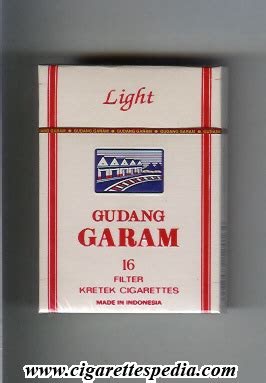 Light
GUDANG GARAM ★ GUDANG GARAM ★ GUDANG GARAM ★ GUDANG GARAM
GUDANG
GARAM
16
FILTER
KRETEK CIGARETTES
MADE IN INDONESIA
www.cigarettespedia.com